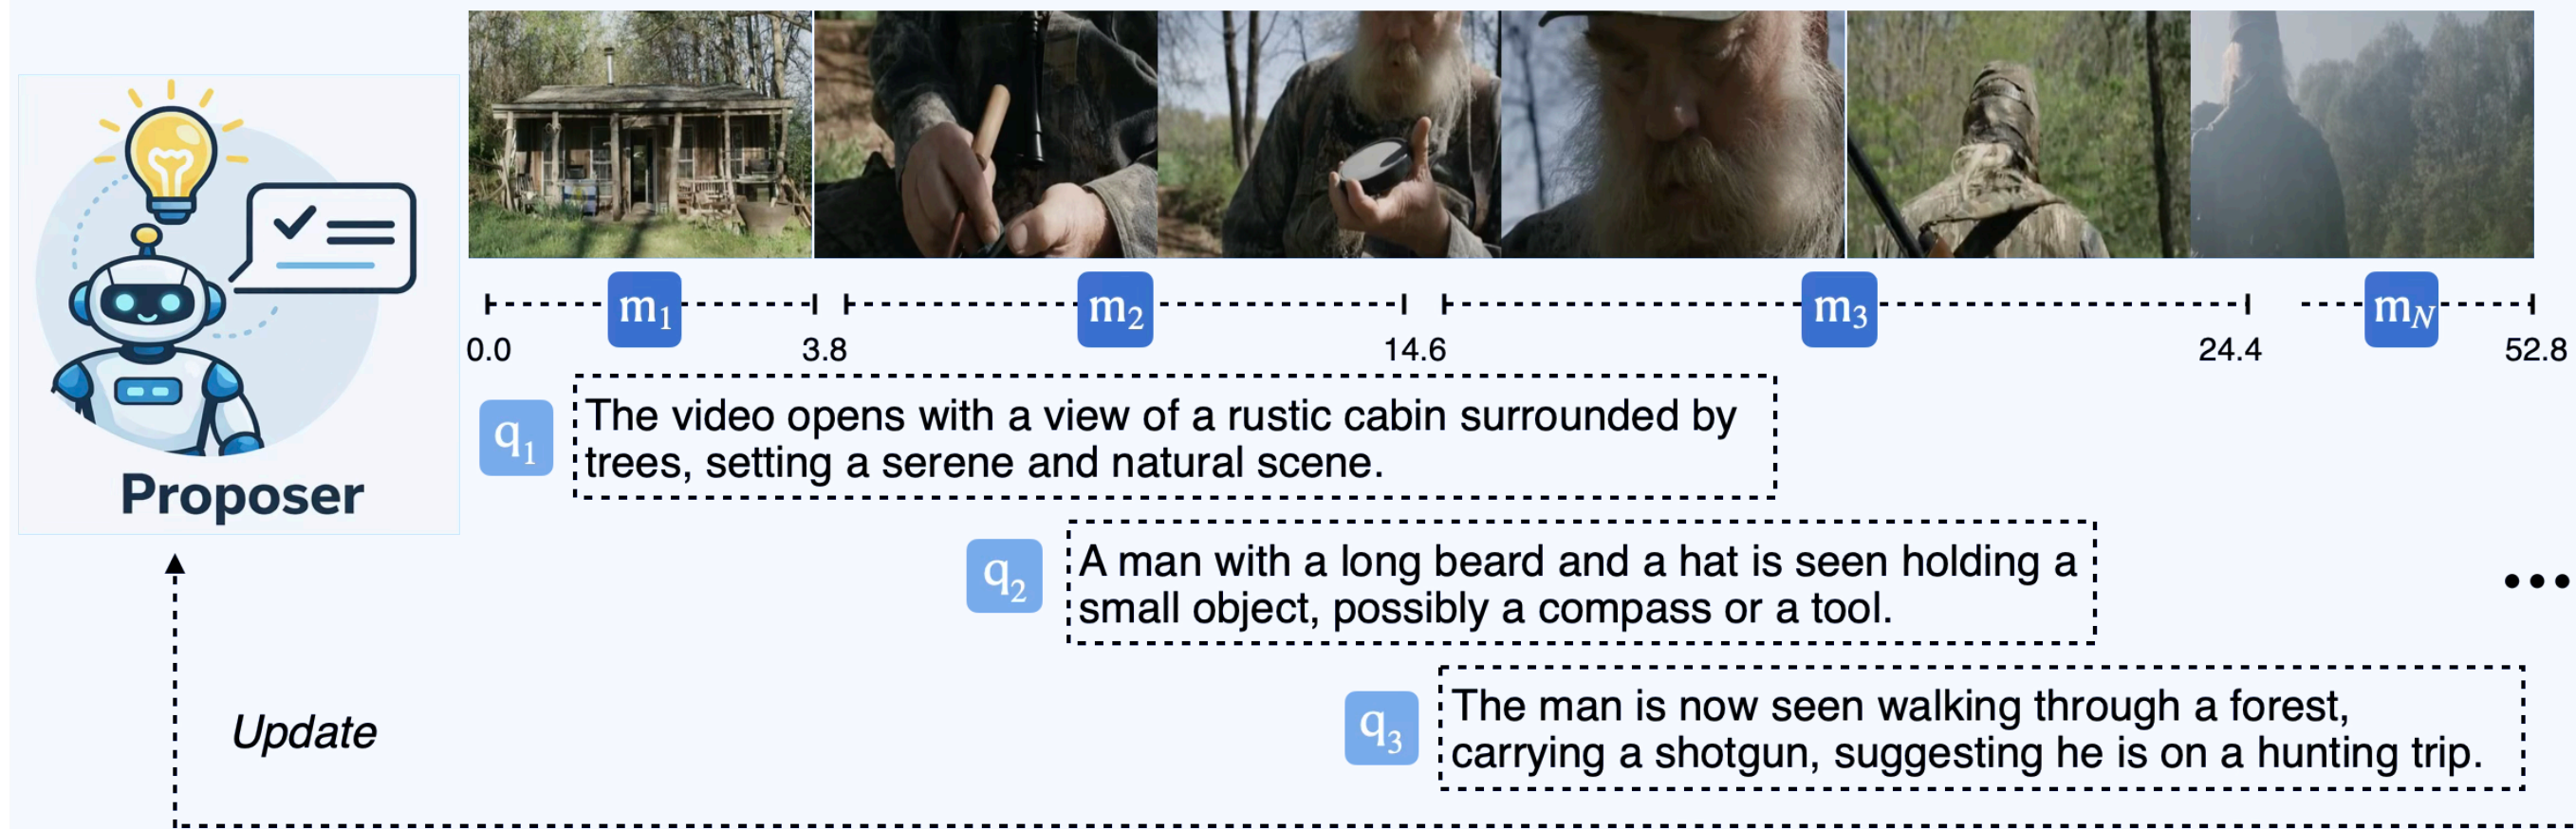 m1
m2
m3
mN
0.0
3.8
14.6
24.4
52.8
q1
The video opens with a view of a rustic cabin surrounded by
trees, setting a serene and natural scene.
Proposer
q2
A man with a long beard and a hat is seen holding a
small object, possibly a compass or a tool.
•••
q3
The man is now seen walking through a forest,
carrying a shotgun, suggesting he is on a hunting trip.
Update